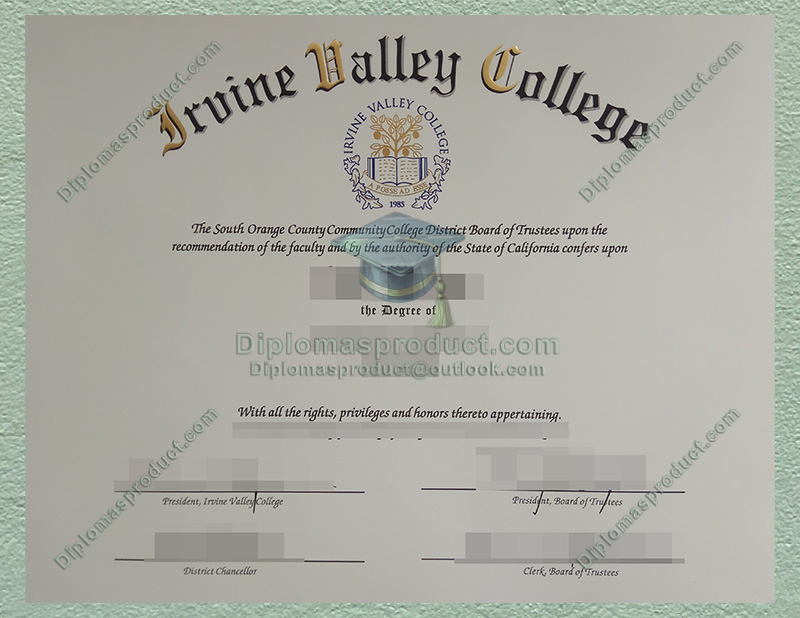 Diplomasproduct.com
Diplomasproduct.com
Irvine Valley College
IRVINE VALLEY COLLEGE
A POSSE AD ESSE
1985
The South Orange County Community College District Board of Trustees upon the
recommendation of the faculty and by the authority of the State of California confers upon
the Degree of
Diplomasproduct.com
Diplomasproduct@outlook.com
With all the rights, privileges and honors thereto appertaining.
Diplomasproduct.com
Diplomasproduct.com
President, Irvine Valley College
President, Board of Trustees
District Chancellor
Clerk, Board of Trustees